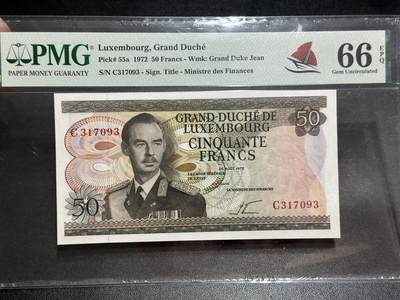 PMG
PAPER MONEY GUARANTY
Luxembourg, Grand Duché
Pick# 55a 1972 50 Francs - Wmk: Grand Duke Jean
S/N C317093 - Sign. Title - Ministre des Finances
66 EPQ
Gem Uncirculated
GRAND-DUCHÉ DE
LUXEMBOURG
50
C 317093
CINQUANTE
FRANCS
C317093
50